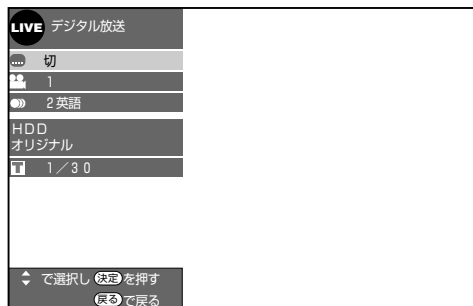 LIVE デジタル放送
切
1
2 英語
HDD
オリジナル
T 1/30
で選択し 決定 を押す
戻る で戻る